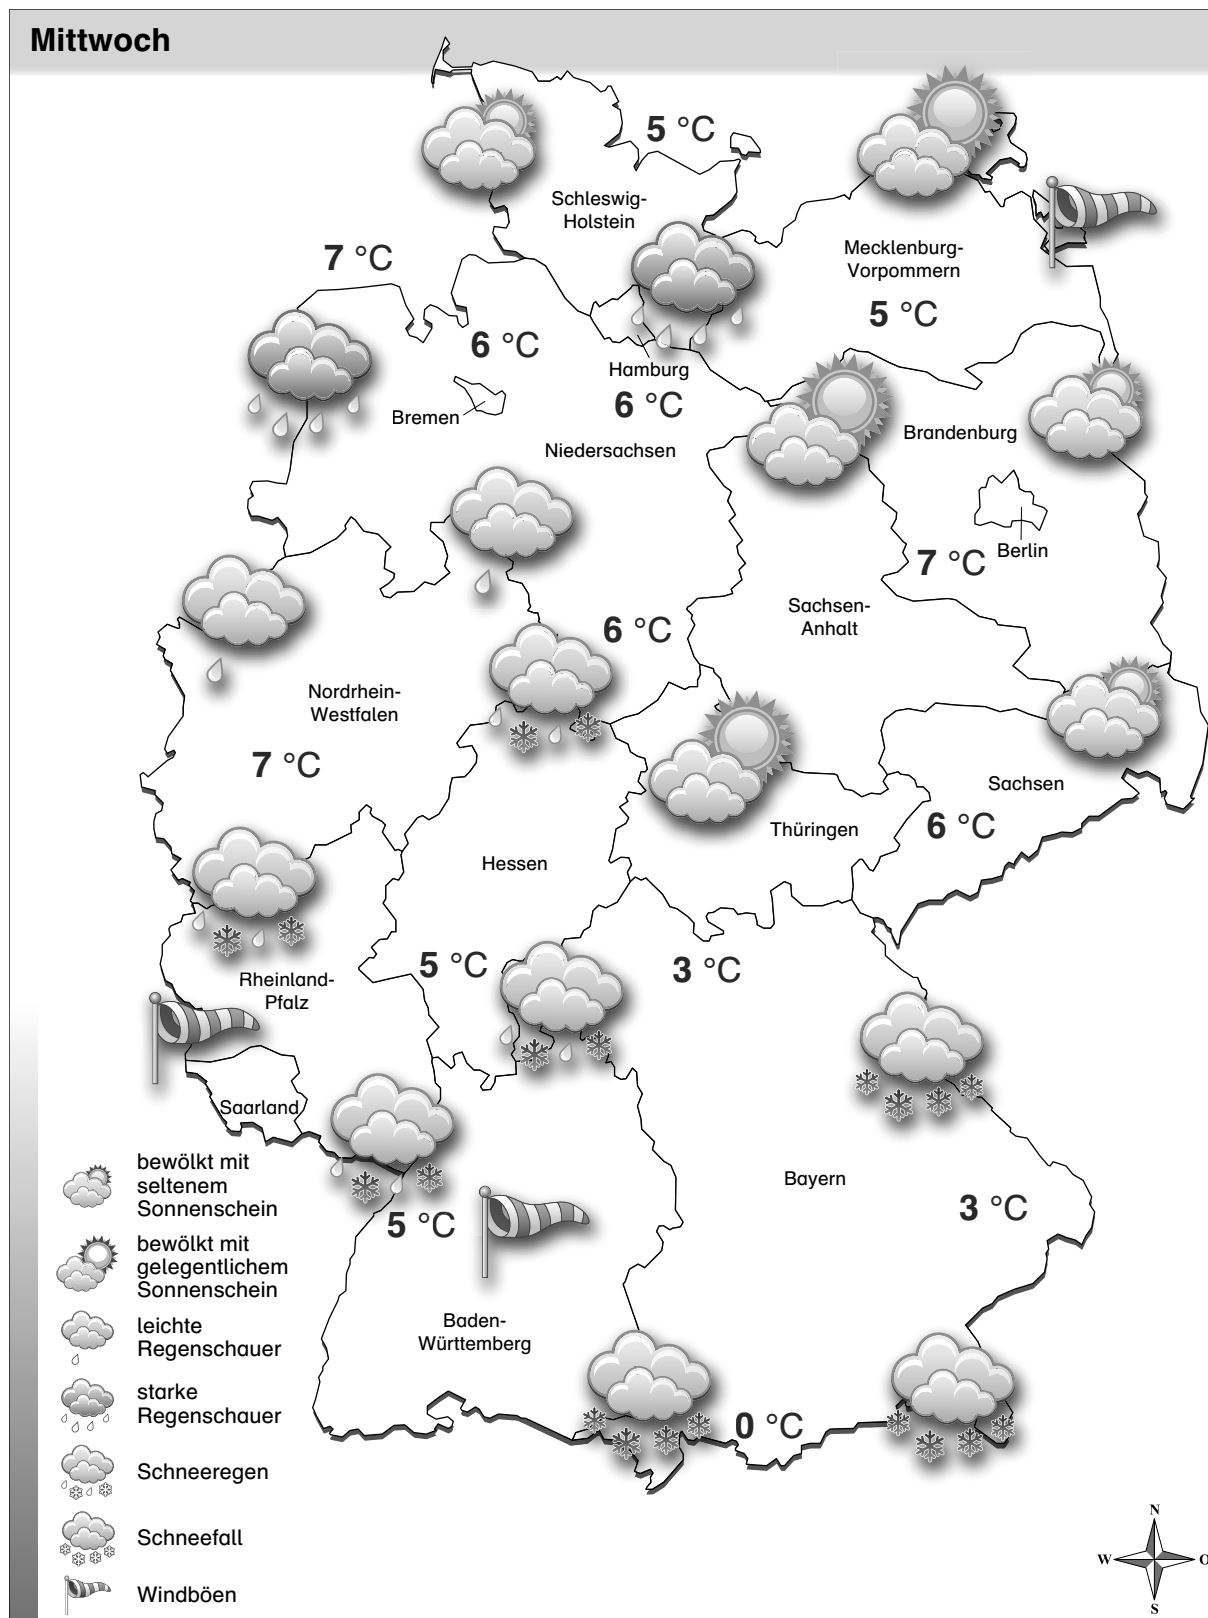 Mittwoch
5 °C
Schleswig-
Holstein
Mecklenburg-
Vorpommern
7 °C
5 °C
6 °C
Hamburg
6 °C
Bremen
Brandenburg
Niedersachsen
Berlin
7 °C
Sachsen-
Anhalt
6 °C
Nordrhein-
Westfalen
7 °C
Sachsen
6 °C
Thüringen
Hessen
5 °C
3 °C
Rheinland-
Pfalz
Saarland
Bayern
3 °C
5 °C
Baden-
Württemberg
0 °C
bewölkt mit
seltenem
Sonnenschein
bewölkt mit
gelegentlichem
Sonnenschein
leichte
Regenschauer
starke
Regenschauer
Schneeregen
Schneefall
Windböen
N
W O
S